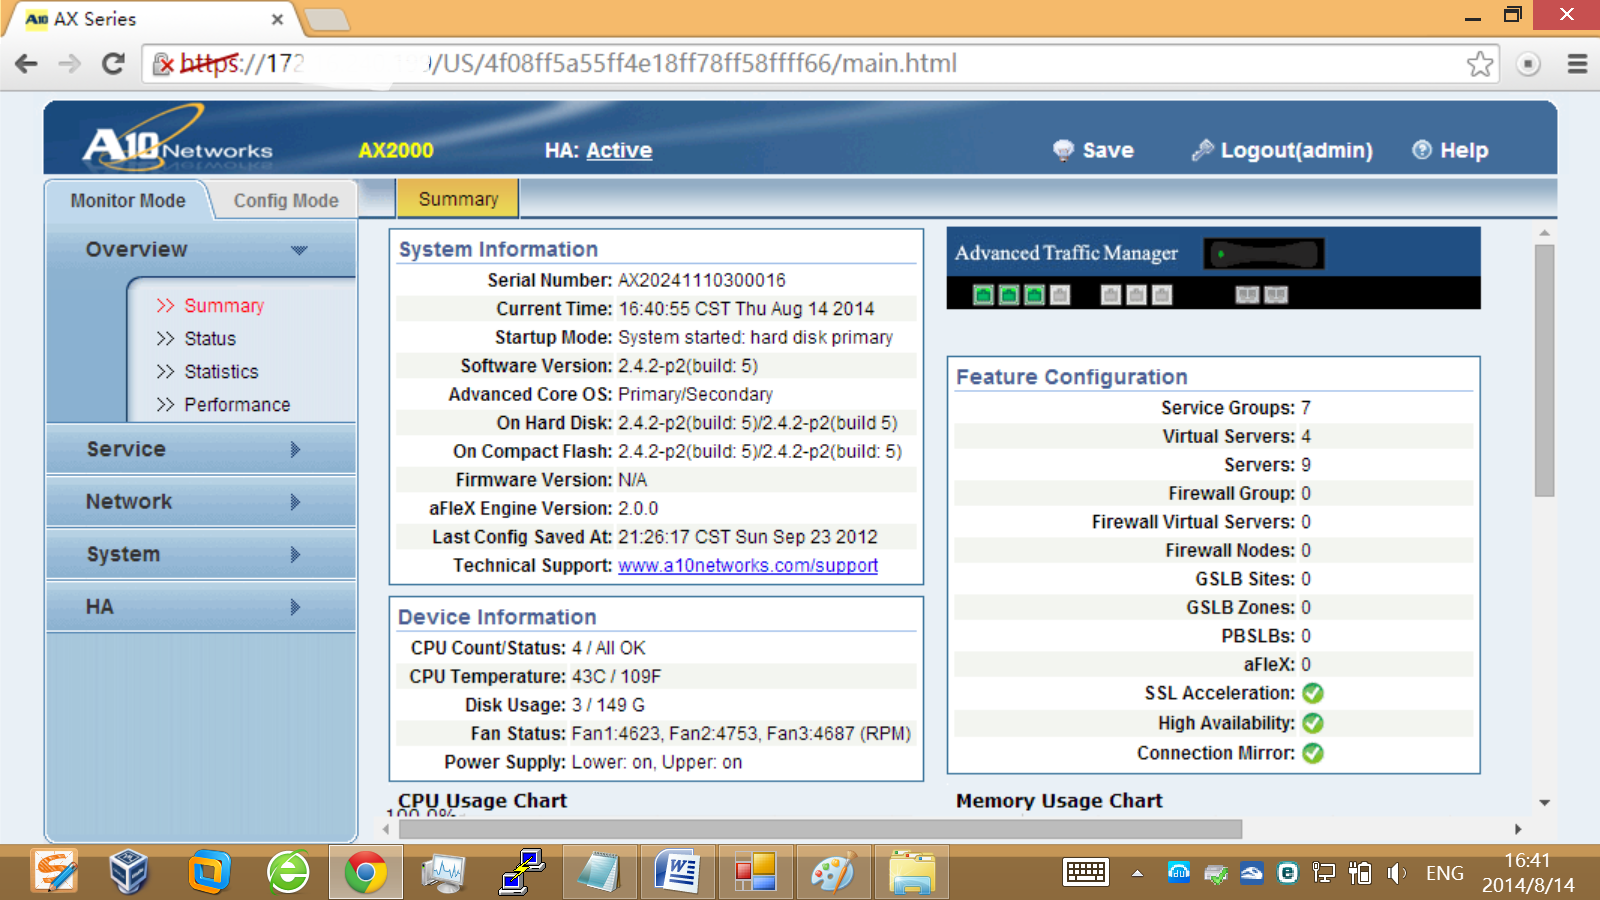 A10 AX Series
https://172 /US/4f08ff5a55ff4e18ff78ff58ffff66/main.html
A10 Networks
AX2000
HA: Active
Save
Logout(admin)
Help
Monitor Mode
Config Mode
Summary
Overview
>> Summary
>> Status
>> Statistics
>> Performance
Service
Network
System
HA
System Information
Serial Number: AX20241110300016
Current Time: 16:40:55 CST Thu Aug 14 2014
Startup Mode: System started: hard disk primary
Software Version: 2.4.2-p2(build: 5)
Advanced Core OS: Primary/Secondary
On Hard Disk: 2.4.2-p2(build: 5)/2.4.2-p2(build 5)
On Compact Flash: 2.4.2-p2(build: 5)/2.4.2-p2(build: 5)
Firmware Version: N/A
aFleX Engine Version: 2.0.0
Last Config Saved At: 21:26:17 CST Sun Sep 23 2012
Technical Support: www.a10networks.com/support
Device Information
CPU Count/Status: 4 / All OK
CPU Temperature: 43C / 109F
Disk Usage: 3 / 149 G
Fan Status: Fan1:4623, Fan2:4753, Fan3:4687 (RPM)
Power Supply: Lower: on, Upper: on
CPU Usage Chart
100.0%
Advanced Traffic Manager
Feature Configuration
Service Groups: 7
Virtual Servers: 4
Servers: 9
Firewall Group: 0
Firewall Virtual Servers: 0
Firewall Nodes: 0
GSLB Sites: 0
GSLB Zones: 0
PBSLBs: 0
aFleX: 0
SSL Acceleration:
High Availability:
Connection Mirror:
Memory Usage Chart
ENG
16:41
2014/8/14